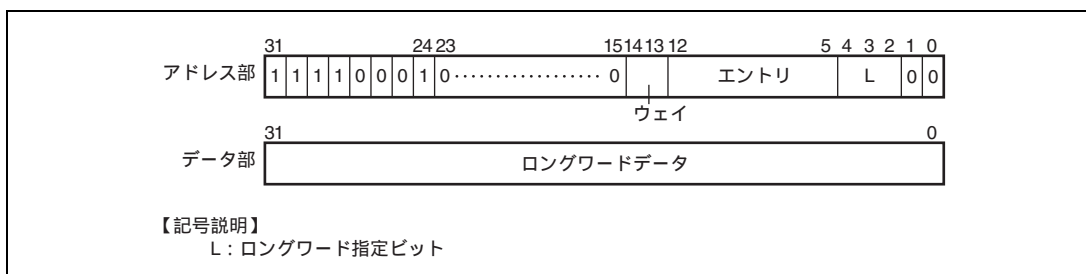 31 24 23 15 14 13 12 5 4 3 2 1 0
アドレス部 1 1 1 1 0 0 0 1 0 ・・・・・・・・・・・・・・・・・・ 0 エントリ L 0 0
ウェイ
31 0
データ部 ロングワードデータ
【記号説明】
L：ロングワード指定ビット